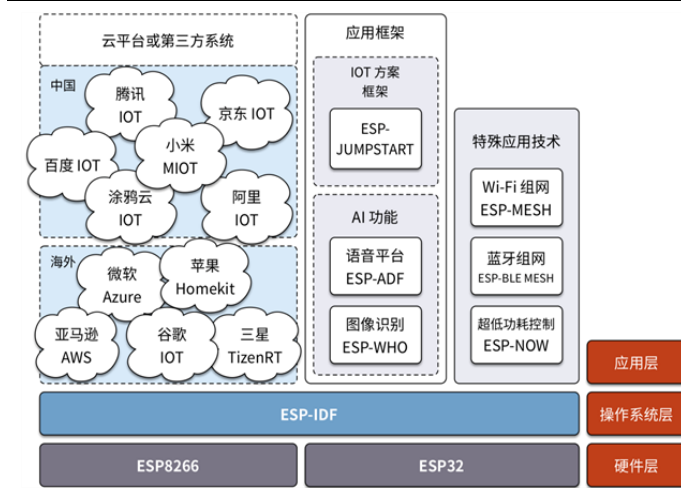 云平台或第三方系统
中国
腾讯
IOT
京东 IOT
小米
MIOT
百度 IOT
涂鸦云
IOT
阿里
IOT
海外
微软
Azure
苹果
Homekit
亚马逊
AWS
谷歌
IOT
三星
TizenRT
应用框架
IOT 方案
框架
ESP-
JUMPSTART
AI 功能
语音平台
ESP-ADF
图像识别
ESP-WHO
特殊应用技术
Wi-Fi 组网
ESP-MESH
蓝牙组网
ESP-BLE MESH
超低功耗控制
ESP-NOW
应用层
ESP-IDF
操作系统层
ESP8266
ESP32
硬件层